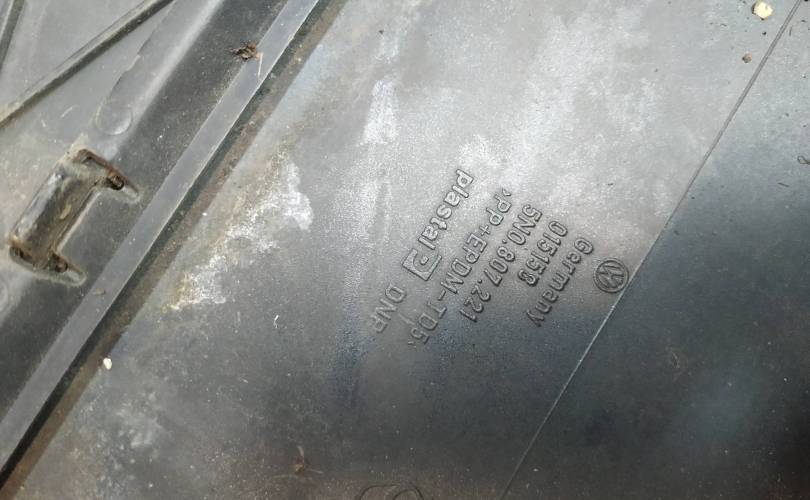 Germany
015158
5N0.807.221
>PP+EPDM-TD5<
plastal DNP